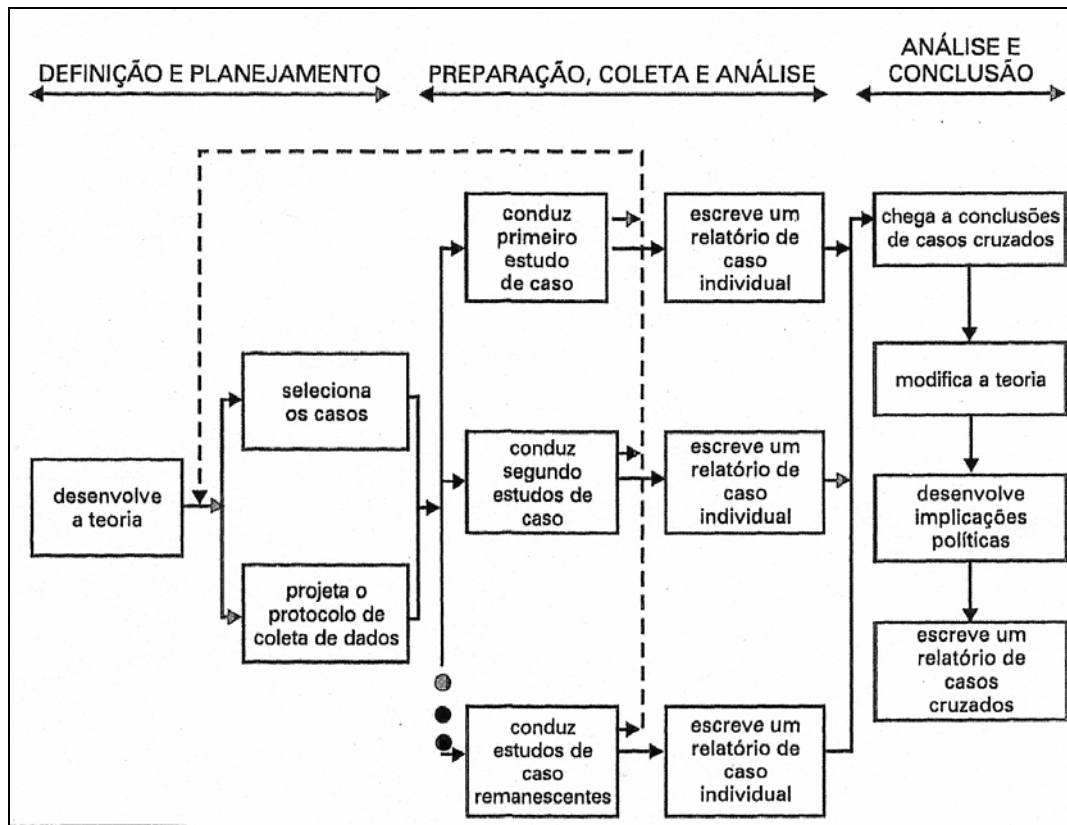 DEFINIÇÃO E PLANEJAMENTO
PREPARAÇÃO, COLETA E ANÁLISE
ANÁLISE E
CONCLUSÃO
desenvolve
a teoria
seleciona
os casos
projeta o
protocolo de
coleta de dados
conduz
primeiro
estudo
de caso
escreve um
relatório de
caso
individual
conduz
segundo
estudos de
caso
escreve um
relatório de
caso
individual
conduz
estudos de
caso
remanescentes
escreve um
relatório de
caso
individual
chega a conclusões
de casos cruzados
modifica a teoria
desenvolve
implicações
políticas
escreve um
relatório de
casos
cruzados